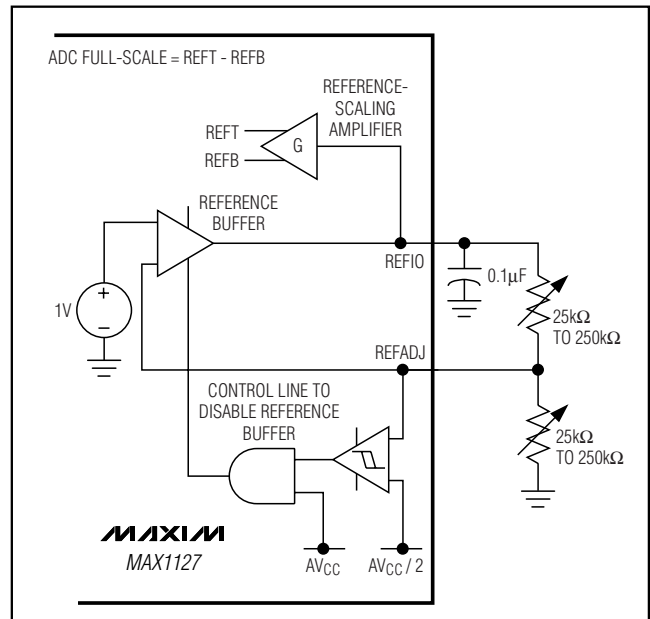 ADC FULL-SCALE = REFT - REFB
REFERENCE-
SCALING
AMPLIFIER
REFT
REFB
G
REFERENCE
BUFFER
REFIO
0.1µF
1V
+
−
25kΩ
TO 250kΩ
REFADJ
CONTROL LINE TO
DISABLE REFERENCE
BUFFER
25kΩ
TO 250kΩ
MAXIM
MAX1127
AVCC
AVCC / 2